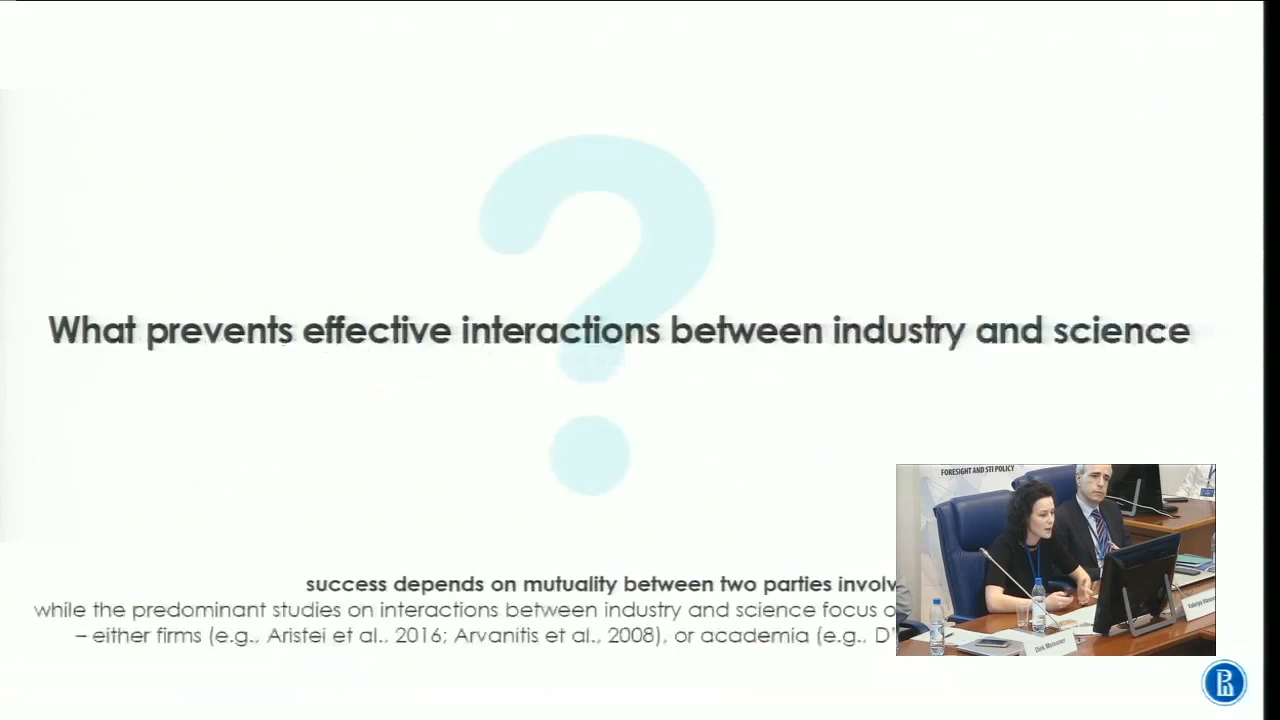 ?
What prevents effective interactions between industry and science
FORESIGHT AND STI POLICY
success depends on mutuality between two parties involv
while the predominant studies on interactions between industry and science focus o
– either firms (e.g., Aristei et al., 2016; Arvanitis et al., 2008), or academia (e.g., D'
Dirk Meissner